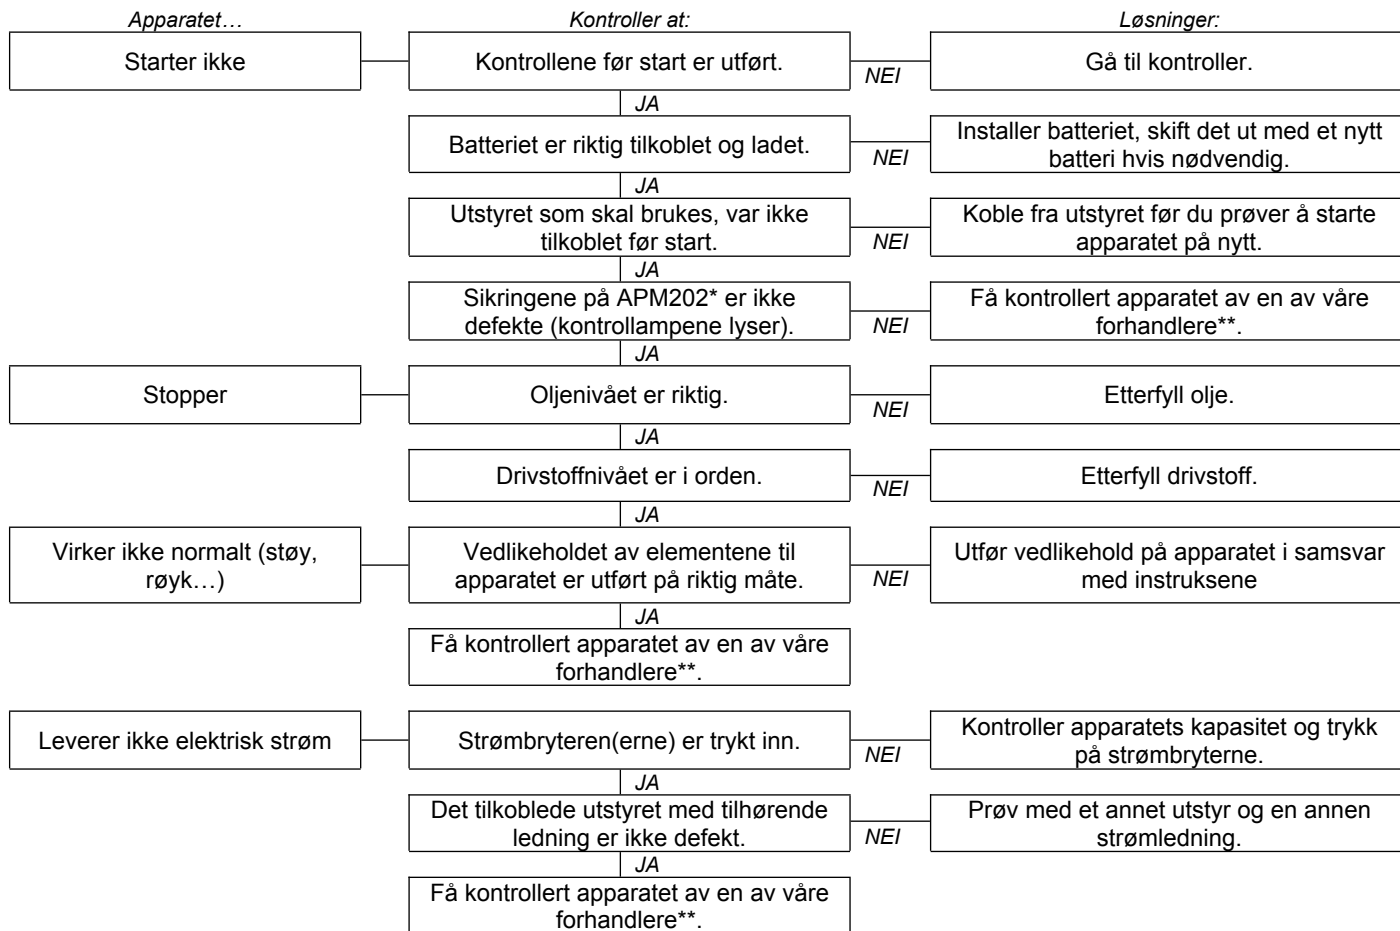 Apparatet…
Kontroller at:
Løsninger:
Starter ikke
Kontrollene før start er utført.
NEI
Gå til kontroller.
JA
Batteriet er riktig tilkoblet og ladet.
NEI
Installer batteriet, skift det ut med et nytt
batteri hvis nødvendig.
JA
Utstyret som skal brukes, var ikke
tilkoblet før start.
NEI
Koble fra utstyret før du prøver å starte
apparatet på nytt.
JA
Sikringene på APM202* er ikke
defekte (kontrollampene lyser).
NEI
Få kontrollert apparatet av en av våre
forhandlere**.
JA
Stopper
Oljenivået er riktig.
NEI
Etterfyll olje.
JA
Drivstoffnivået er i orden.
NEI
Etterfyll drivstoff.
JA
Virker ikke normalt (støy,
røyk…)
Vedlikeholdet av elementene til
apparatet er utført på riktig måte.
NEI
Utfør vedlikehold på apparatet i samsvar
med instruksene
JA
Få kontrollert apparatet av en av våre
forhandlere**.
Leverer ikke elektrisk strøm
Strømbryteren(erne) er trykt inn.
NEI
Kontroller apparatets kapasitet og trykk
på strømbryterne.
JA
Det tilkoblede utstyret med tilhørende
ledning er ikke defekt.
NEI
Prøv med et annet utstyr og en annen
strømledning.
JA
Få kontrollert apparatet av en av våre
forhandlere**.